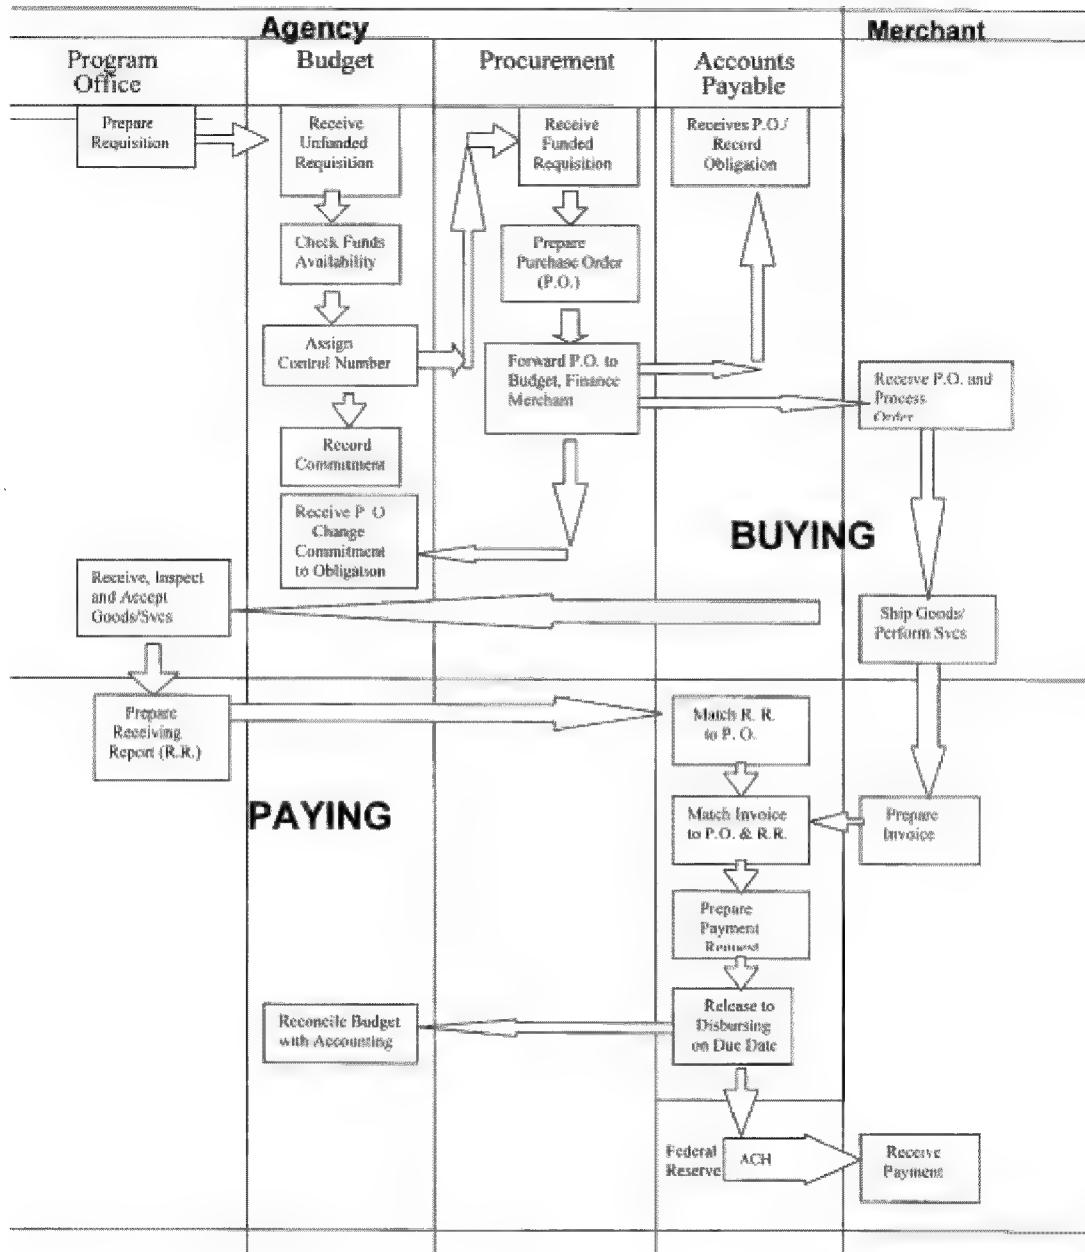 Agency
Merchant
Program
Office
Budget
Procurement
Accounts
Payable
Prepare
Requisition
Receive
Unfunded
Requisition
Receive
Funded
Requisition
Receives P.O./
Record
Obligation
Check Funds
Availability
Prepare
Purchase Order
(P.O.)
Assign
Control Number
Forward P.O. to
Budget, Finance
Merchant
Receive P.O. and
Process
Order
Record
Commitment
Receive P O
Change
Commitment
to Obligation
BUYING
Receive, Inspect
and Accept
Goods/Svcs
Ship Goods/
Perform Svcs
Prepare
Receiving
Report (R.R.)
Match R. R.
to P. O.
PAYING
Match Invoice
to P.O. & R.R.
Prepare
Invoice
Prepare
Payment
Request
Reconcile Budget
with Accounting
Release to
Disbursing
on Due Date
Federal
Reserve
ACH
Receive
Payment